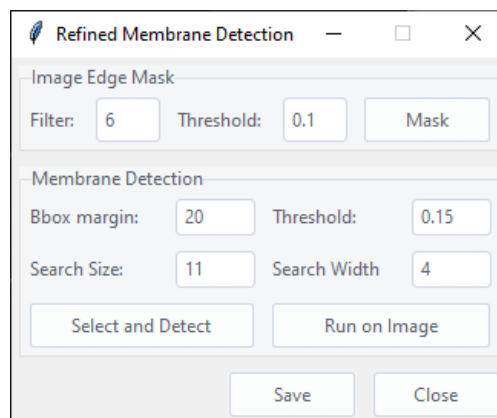 Refined Membrane Detection
Image Edge Mask
Filter: 6 Threshold: 0.1 Mask
Membrane Detection
Bbox margin: 20 Threshold: 0.15
Search Size: 11 Search Width 4
Select and Detect Run on Image
Save Close